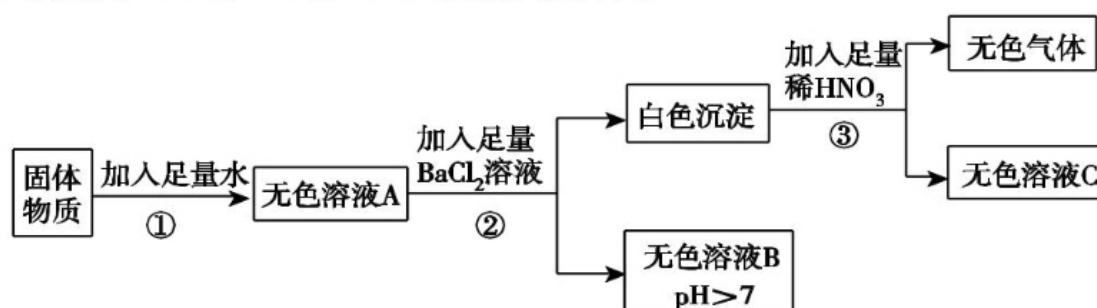 固体
物质
加入足量水
①
无色溶液A
加入足量
BaCl₂溶液
②
白色沉淀
无色溶液B
pH＞7
加入足量
稀HNO₃
③
无色气体
无色溶液C